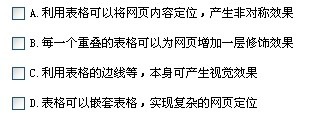 A.利用表格可以将网页内容定位，产生非对称效果
B.每一个重叠的表格可以为网页增加一层修饰效果
C.利用表格的边线等，本身可产生视觉效果
D.表格可以嵌套表格，实现复杂的网页定位